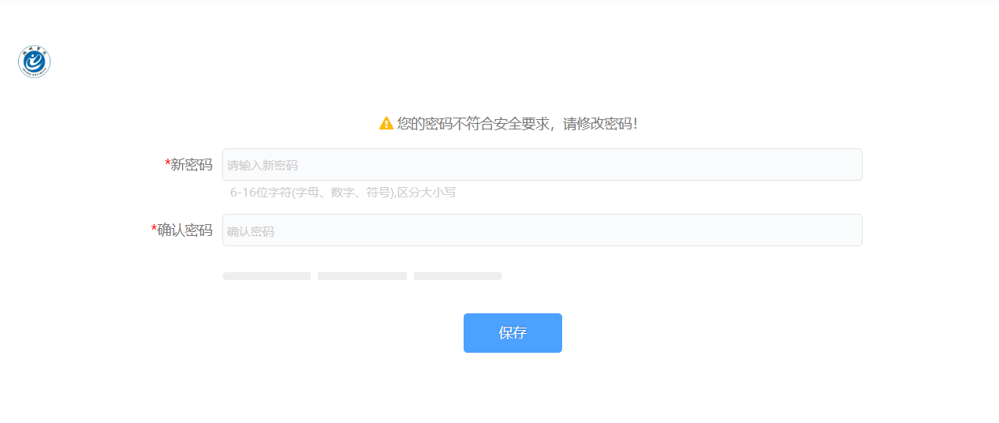 您的密码不符合安全要求，请修改密码！
*新密码
请输入新密码
6-16位字符(字母、数字、符号),区分大小写
*确认密码
确认密码
保存